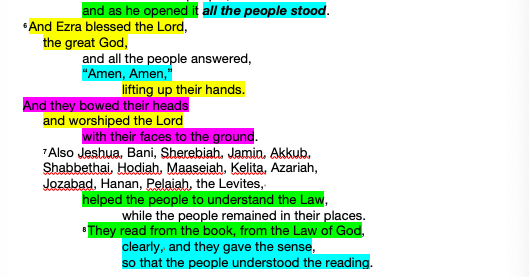 and as he opened it all the people stood.
6And Ezra blessed the Lord,
the great God,
and all the people answered,
“Amen, Amen,”
lifting up their hands.
And they bowed their heads
and worshiped the Lord
with their faces to the ground.
7Also Jeshua, Bani, Sherebiah, Jamin, Akkub,
Shabbethai, Hodiah, Maaseiah, Kelita, Azariah,
Jozabad, Hanan, Pelaiah, the Levites,
helped the people to understand the Law,
while the people remained in their places.
8They read from the book, from the Law of God,
clearly, and they gave the sense,
so that the people understood the reading.